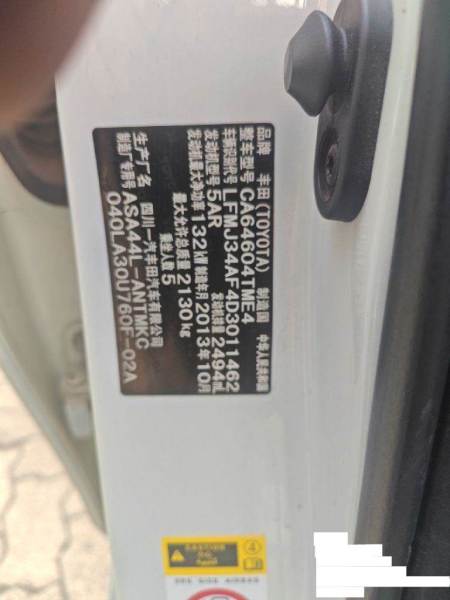 品牌 丰田(TOYOTA) 制造国 中华人民共和国
整车型号 CA64604TME4
车辆识别代号 LFMJ34AF4D3011462
发动机型号 5AR 发动机排量 2494mL
发动机最大净功率 132kW 制造年月 2013年10月
最大允许总质量 2130kg
乘坐人数 5
生产厂名 四川一汽丰田汽车有限公司
制造厂专用号 ASA44L-ANTMKC
040LA30U760F-02A
CAUTION
4